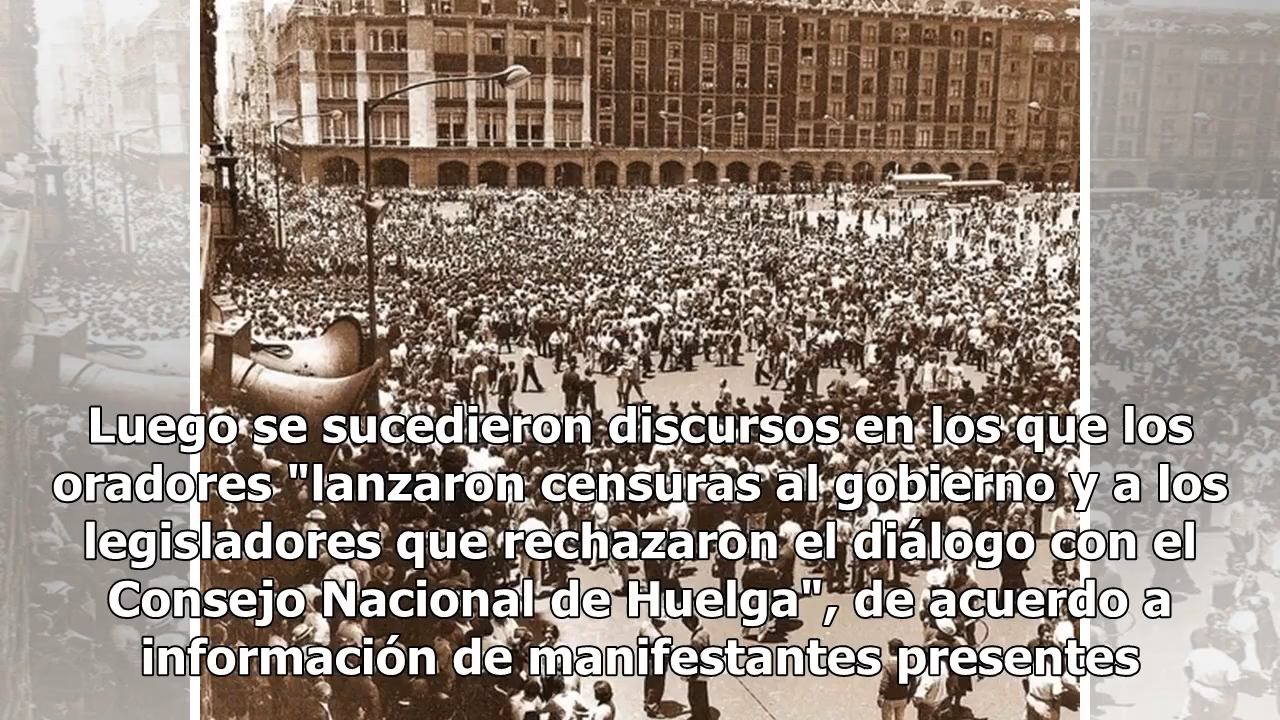 Luego se sucedieron discursos en los que los
oradores "lanzaron censuras al gobierno y a los
legisladores que rechazaron el diálogo con el
Consejo Nacional de Huelga", de acuerdo a
información de manifestantes presentes